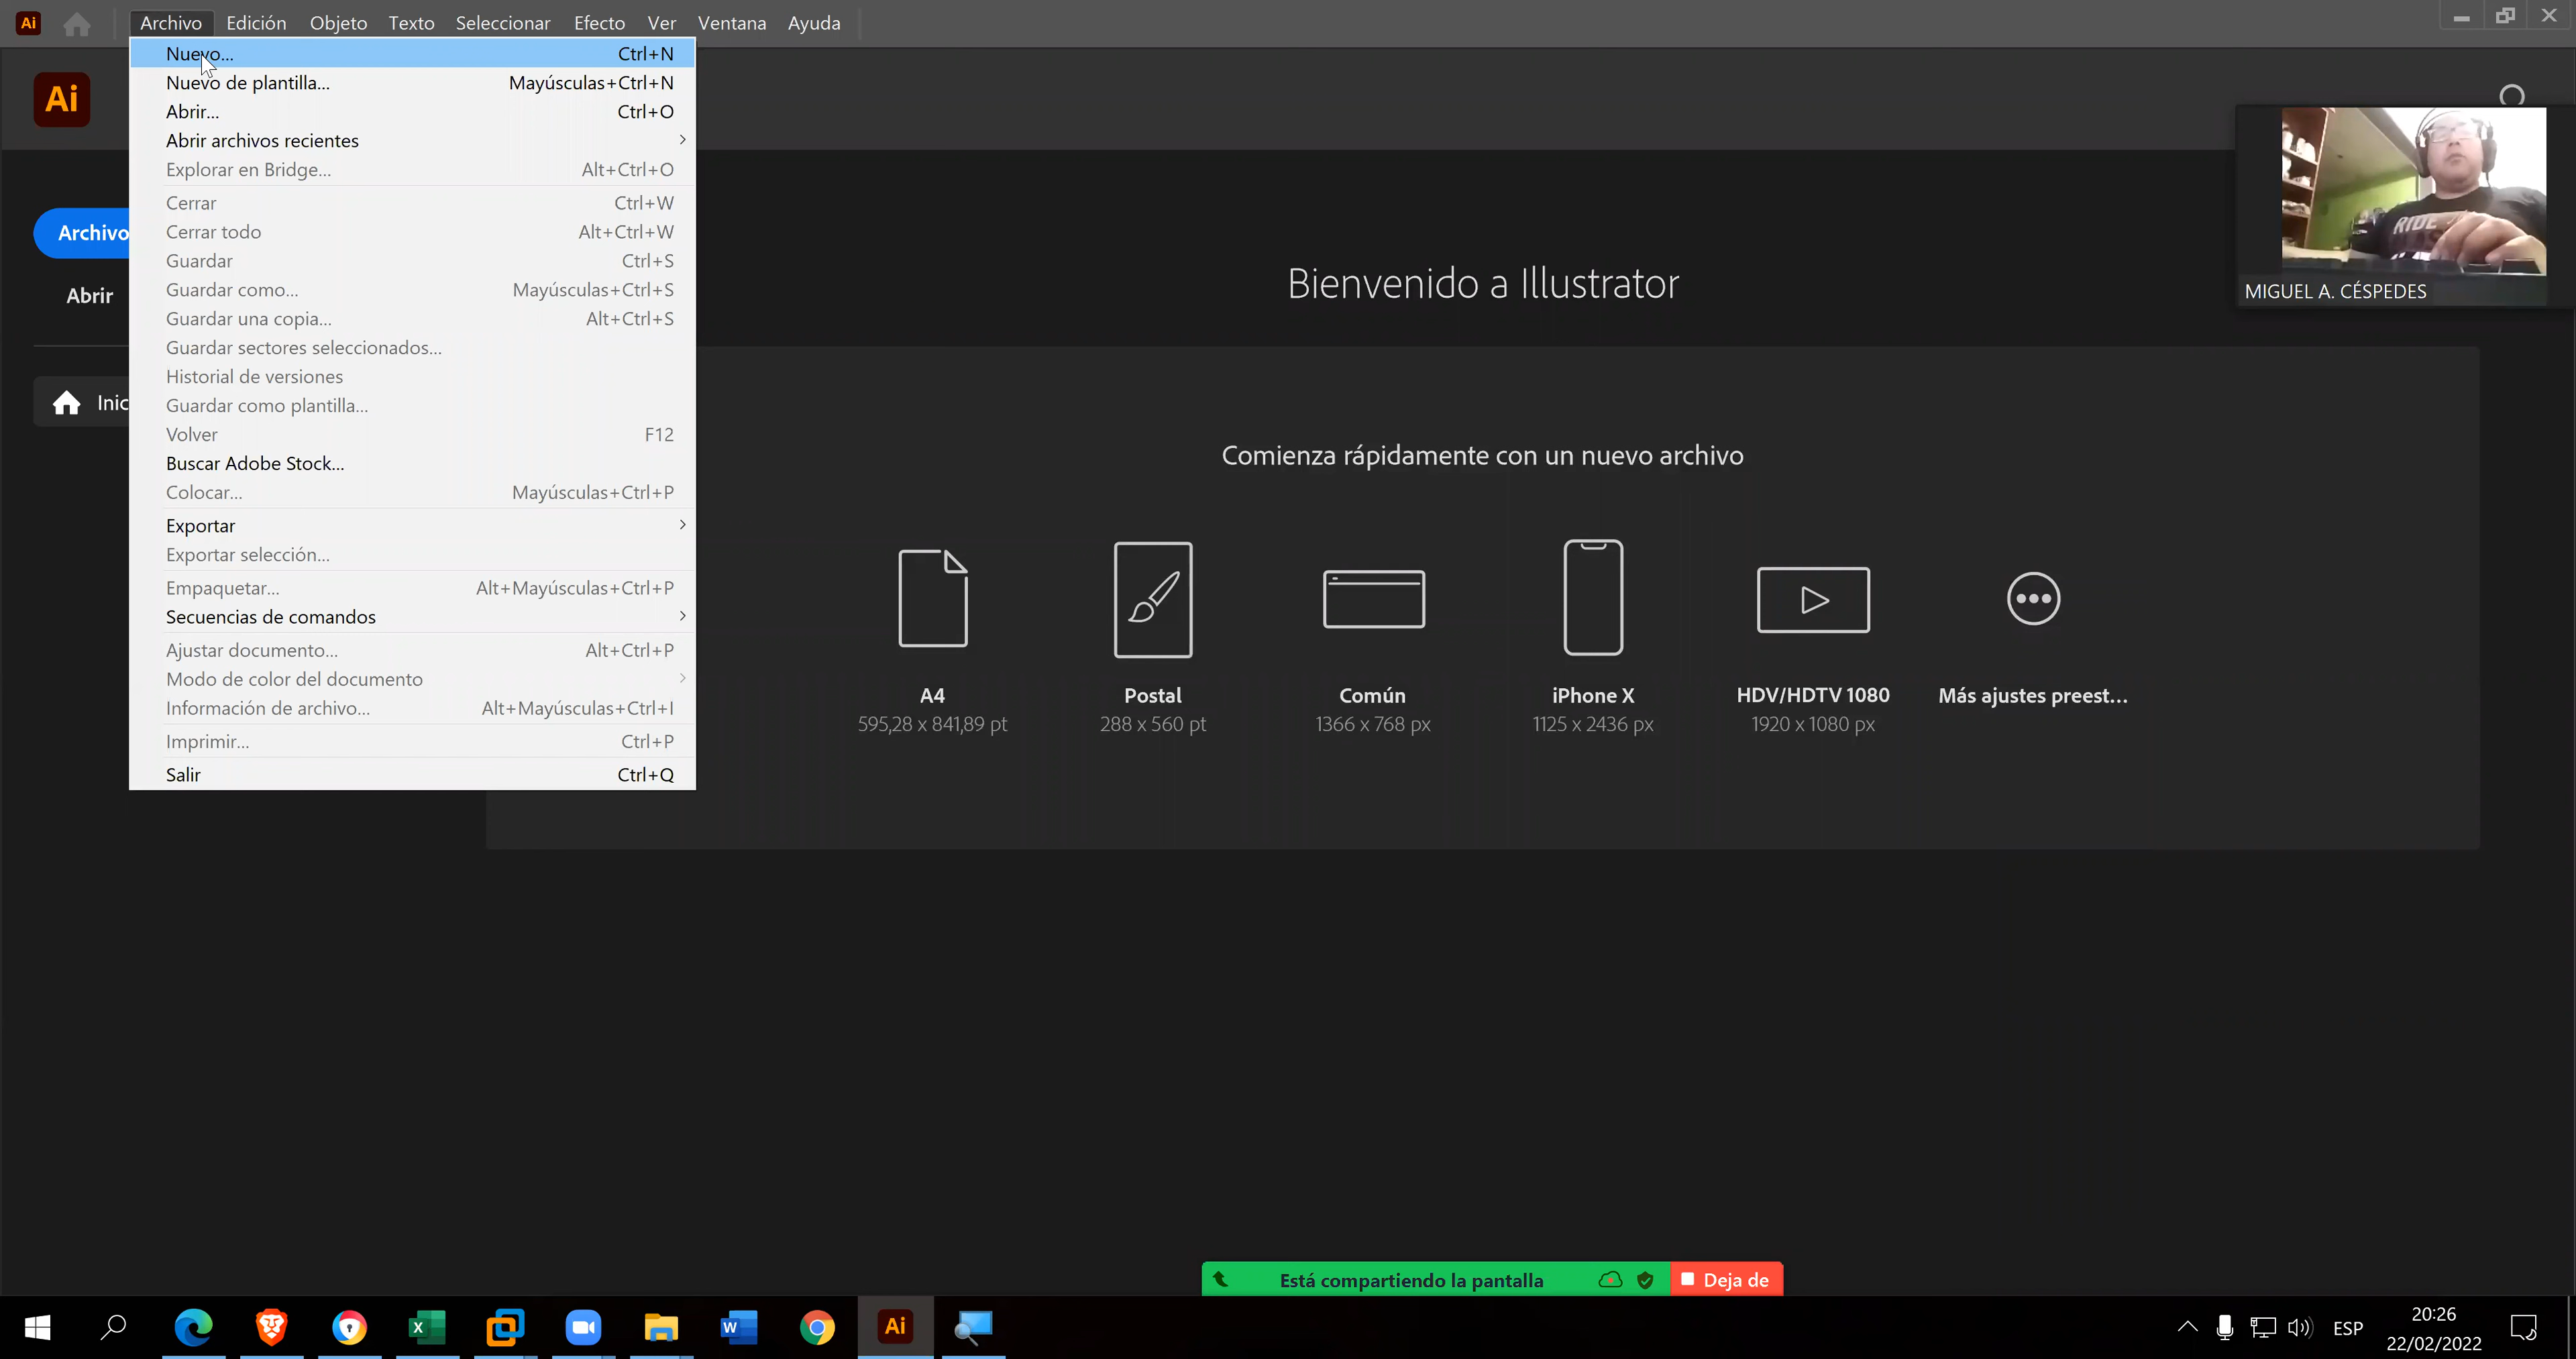 Ai
Archivo Edición Objeto Texto Seleccionar Efecto Ver Ventana Ayuda
Nuevo... Ctrl+N
Nuevo de plantilla... Mayúsculas+Ctrl+N
Abrir... Ctrl+O
Abrir archivos recientes
Explorar en Bridge... Alt+Ctrl+O
Cerrar Ctrl+W
Cerrar todo Alt+Ctrl+W
Guardar Ctrl+S
Guardar como... Mayúsculas+Ctrl+S
Guardar una copia... Alt+Ctrl+S
Guardar sectores seleccionados...
Historial de versiones
Guardar como plantilla...
Volver F12
Buscar Adobe Stock...
Colocar... Mayúsculas+Ctrl+P
Exportar
Exportar selección...
Empaquetar... Alt+Mayúsculas+Ctrl+P
Secuencias de comandos
Ajustar documento... Alt+Ctrl+P
Modo de color del documento
Información de archivo... Alt+Mayúsculas+Ctrl+I
Imprimir... Ctrl+P
Salir Ctrl+Q
Ai
Archivo
Abrir
Inic
RIDE
MIGUEL A. CÉSPEDES
Bienvenido a Illustrator
Comienza rápidamente con un nuevo archivo
A4 Postal Común iPhone X HDV/HDTV 1080 Más ajustes preest...
595,28 x 841,89 pt 288 x 560 pt 1366 x 768 px 1125 x 2436 px 1920 x 1080 px
Está compartiendo la pantalla Deja de
X W Ai
ESP
20:26
22/02/2022